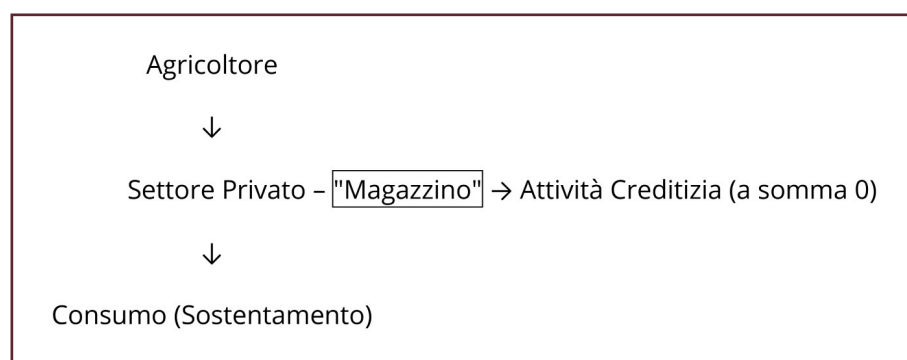 Agricoltore
↓
Settore Privato – "Magazzino" → Attività Creditizia (a somma 0)
↓
Consumo (Sostentamento)